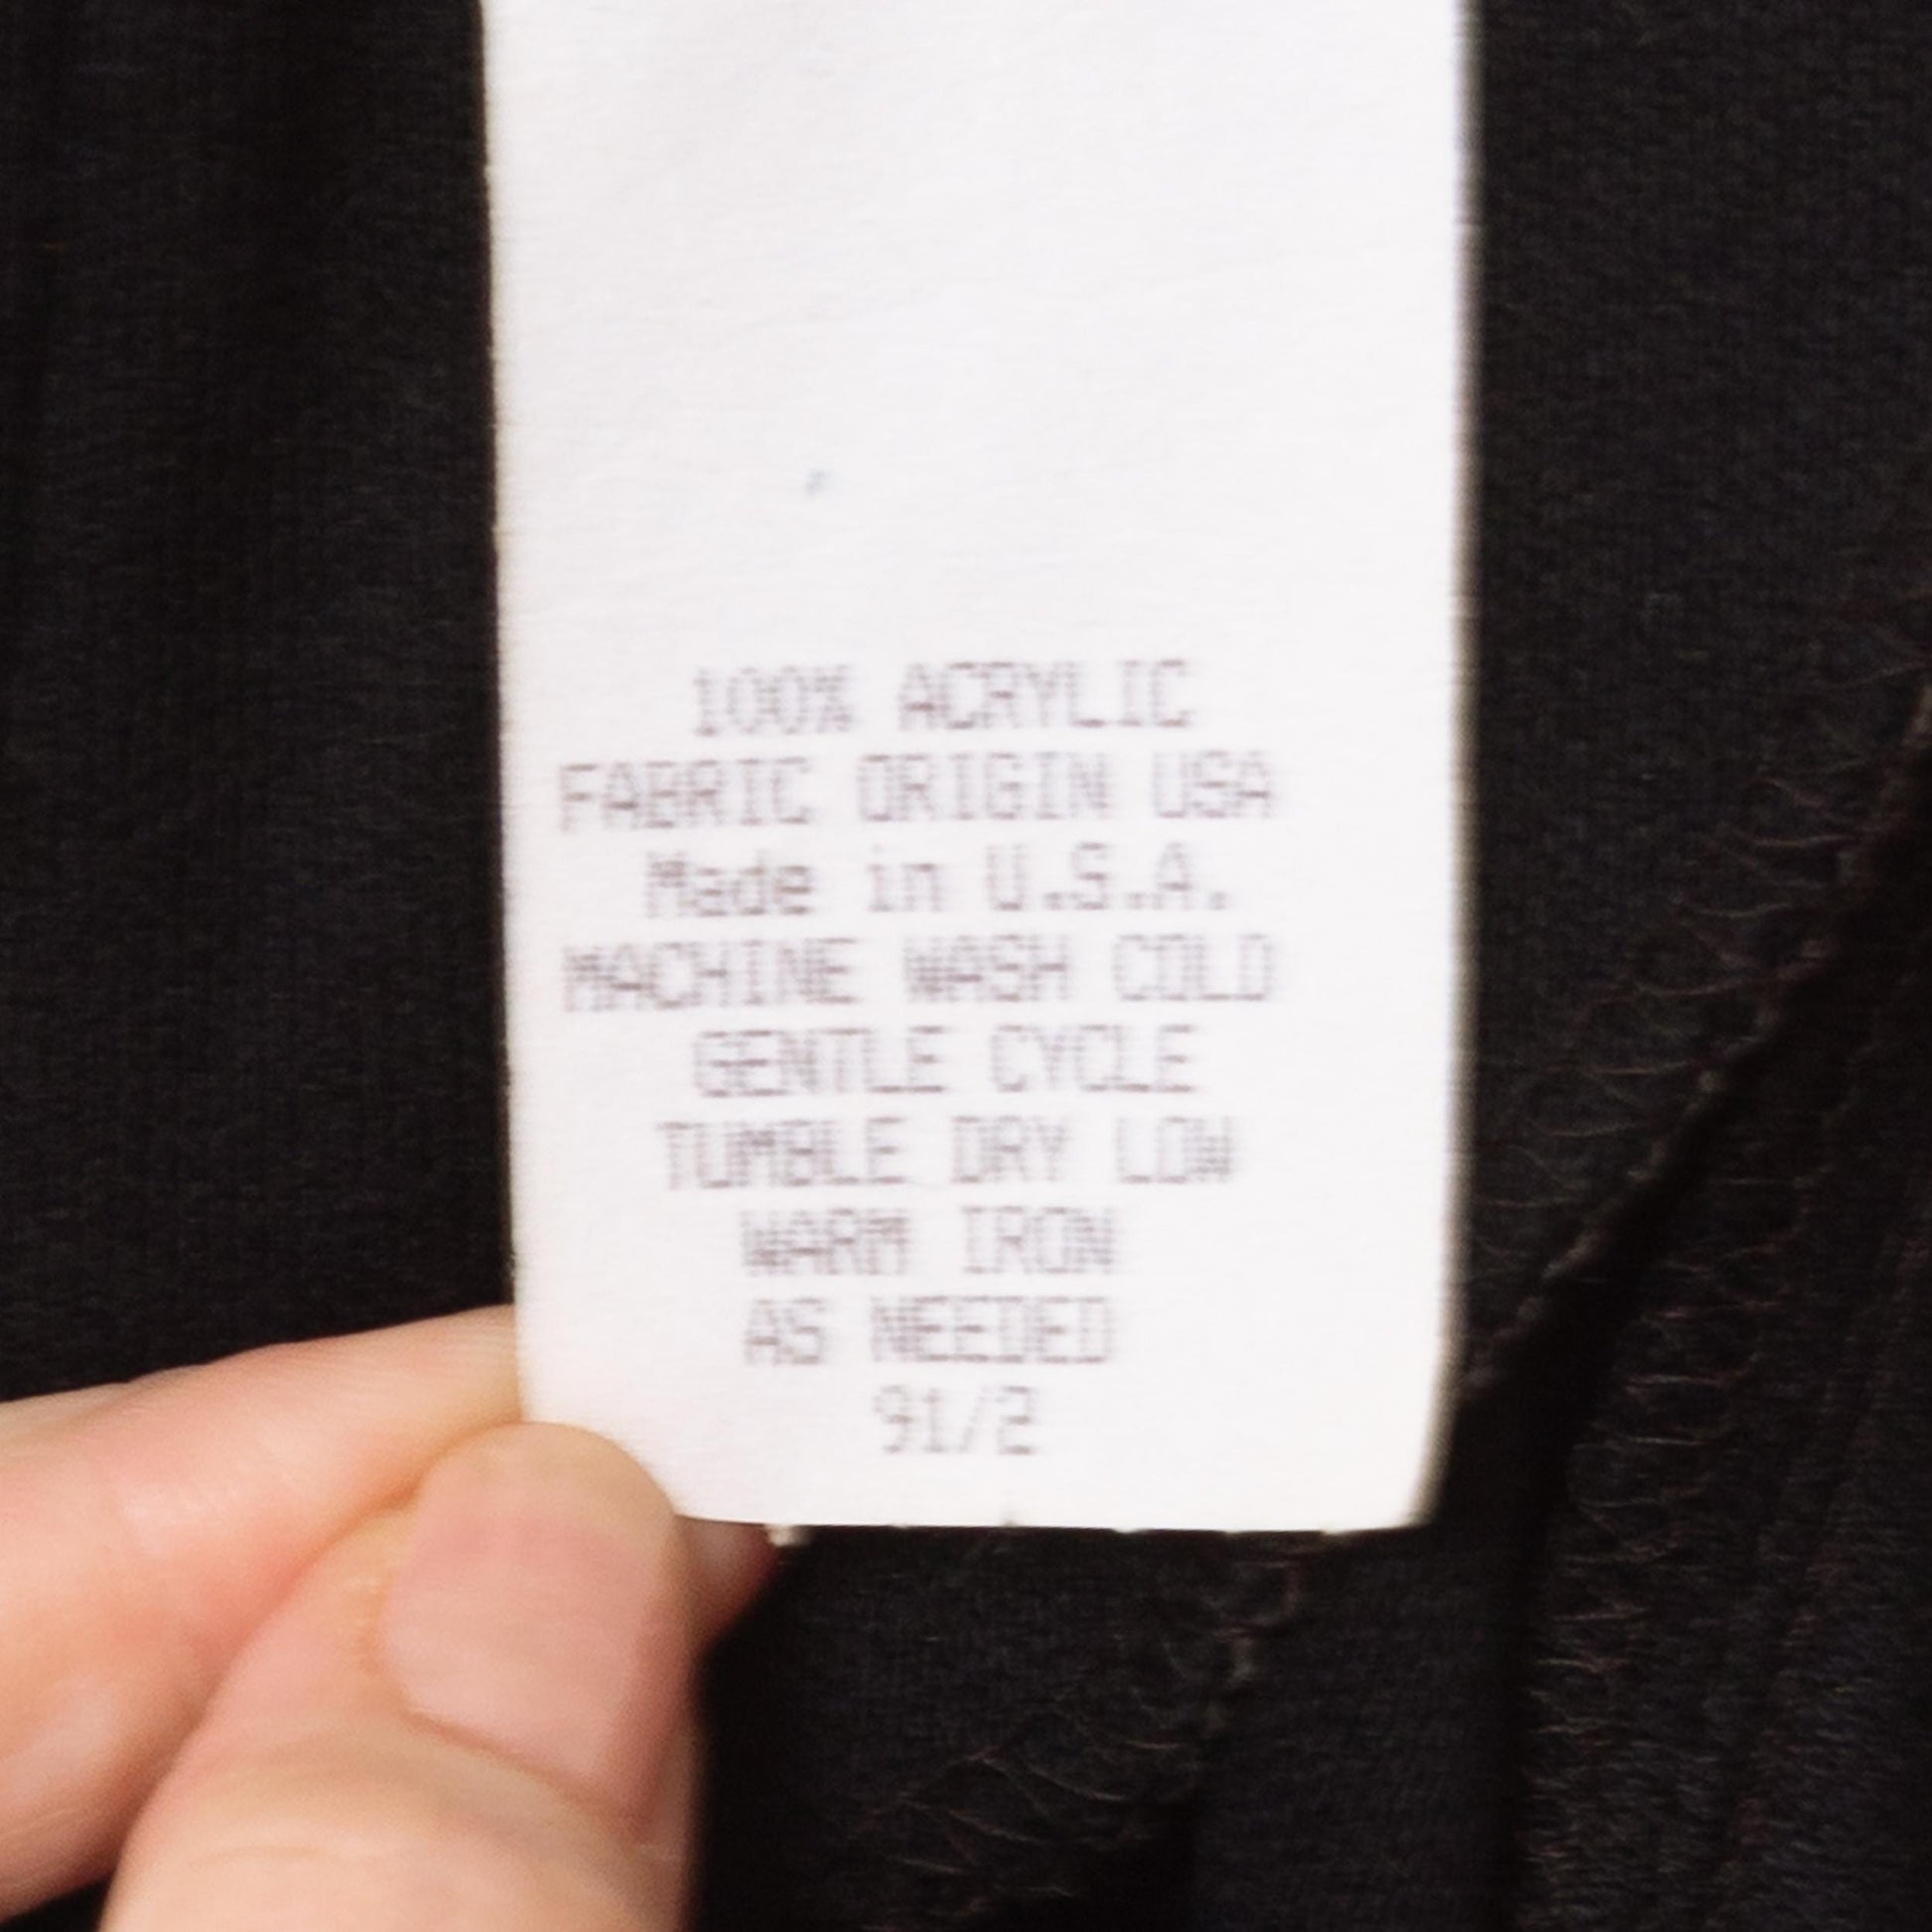 100% ACRYLIC
FABRIC ORIGIN USA
Made in U.S.A.
MACHINE WASH COLD
GENTLE CYCLE
TUMBLE DRY LOW
WARM IRON
AS NEEDED
91/2